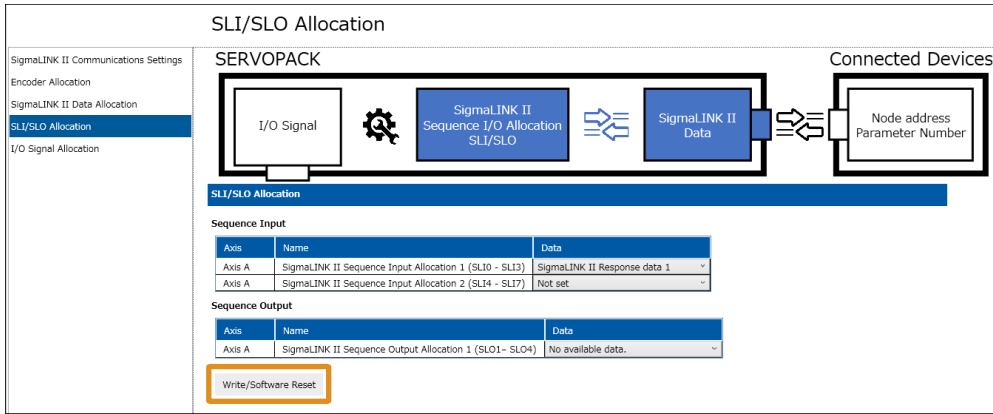 SLI/SLO Allocation
SigmaLINK II Communications Settings
Encoder Allocation
SigmaLINK II Data Allocation
SLI/SLO Allocation
I/O Signal Allocation
SERVOPACK
Connected Devices
I/O Signal
SigmaLINK II
Sequence I/O Allocation
SLI/SLO
SigmaLINK II
Data
Node address
Parameter Number
SLI/SLO Allocation
Sequence Input
Axis Name Data
Axis A SigmaLINK II Sequence Input Allocation 1 (SLI0 - SLI3) SigmaLINK II Response data 1
Axis A SigmaLINK II Sequence Input Allocation 2 (SLI4 - SLI7) Not set
Sequence Output
Axis Name Data
Axis A SigmaLINK II Sequence Output Allocation 1 (SLO1– SLO4) No available data.
Write/Software Reset